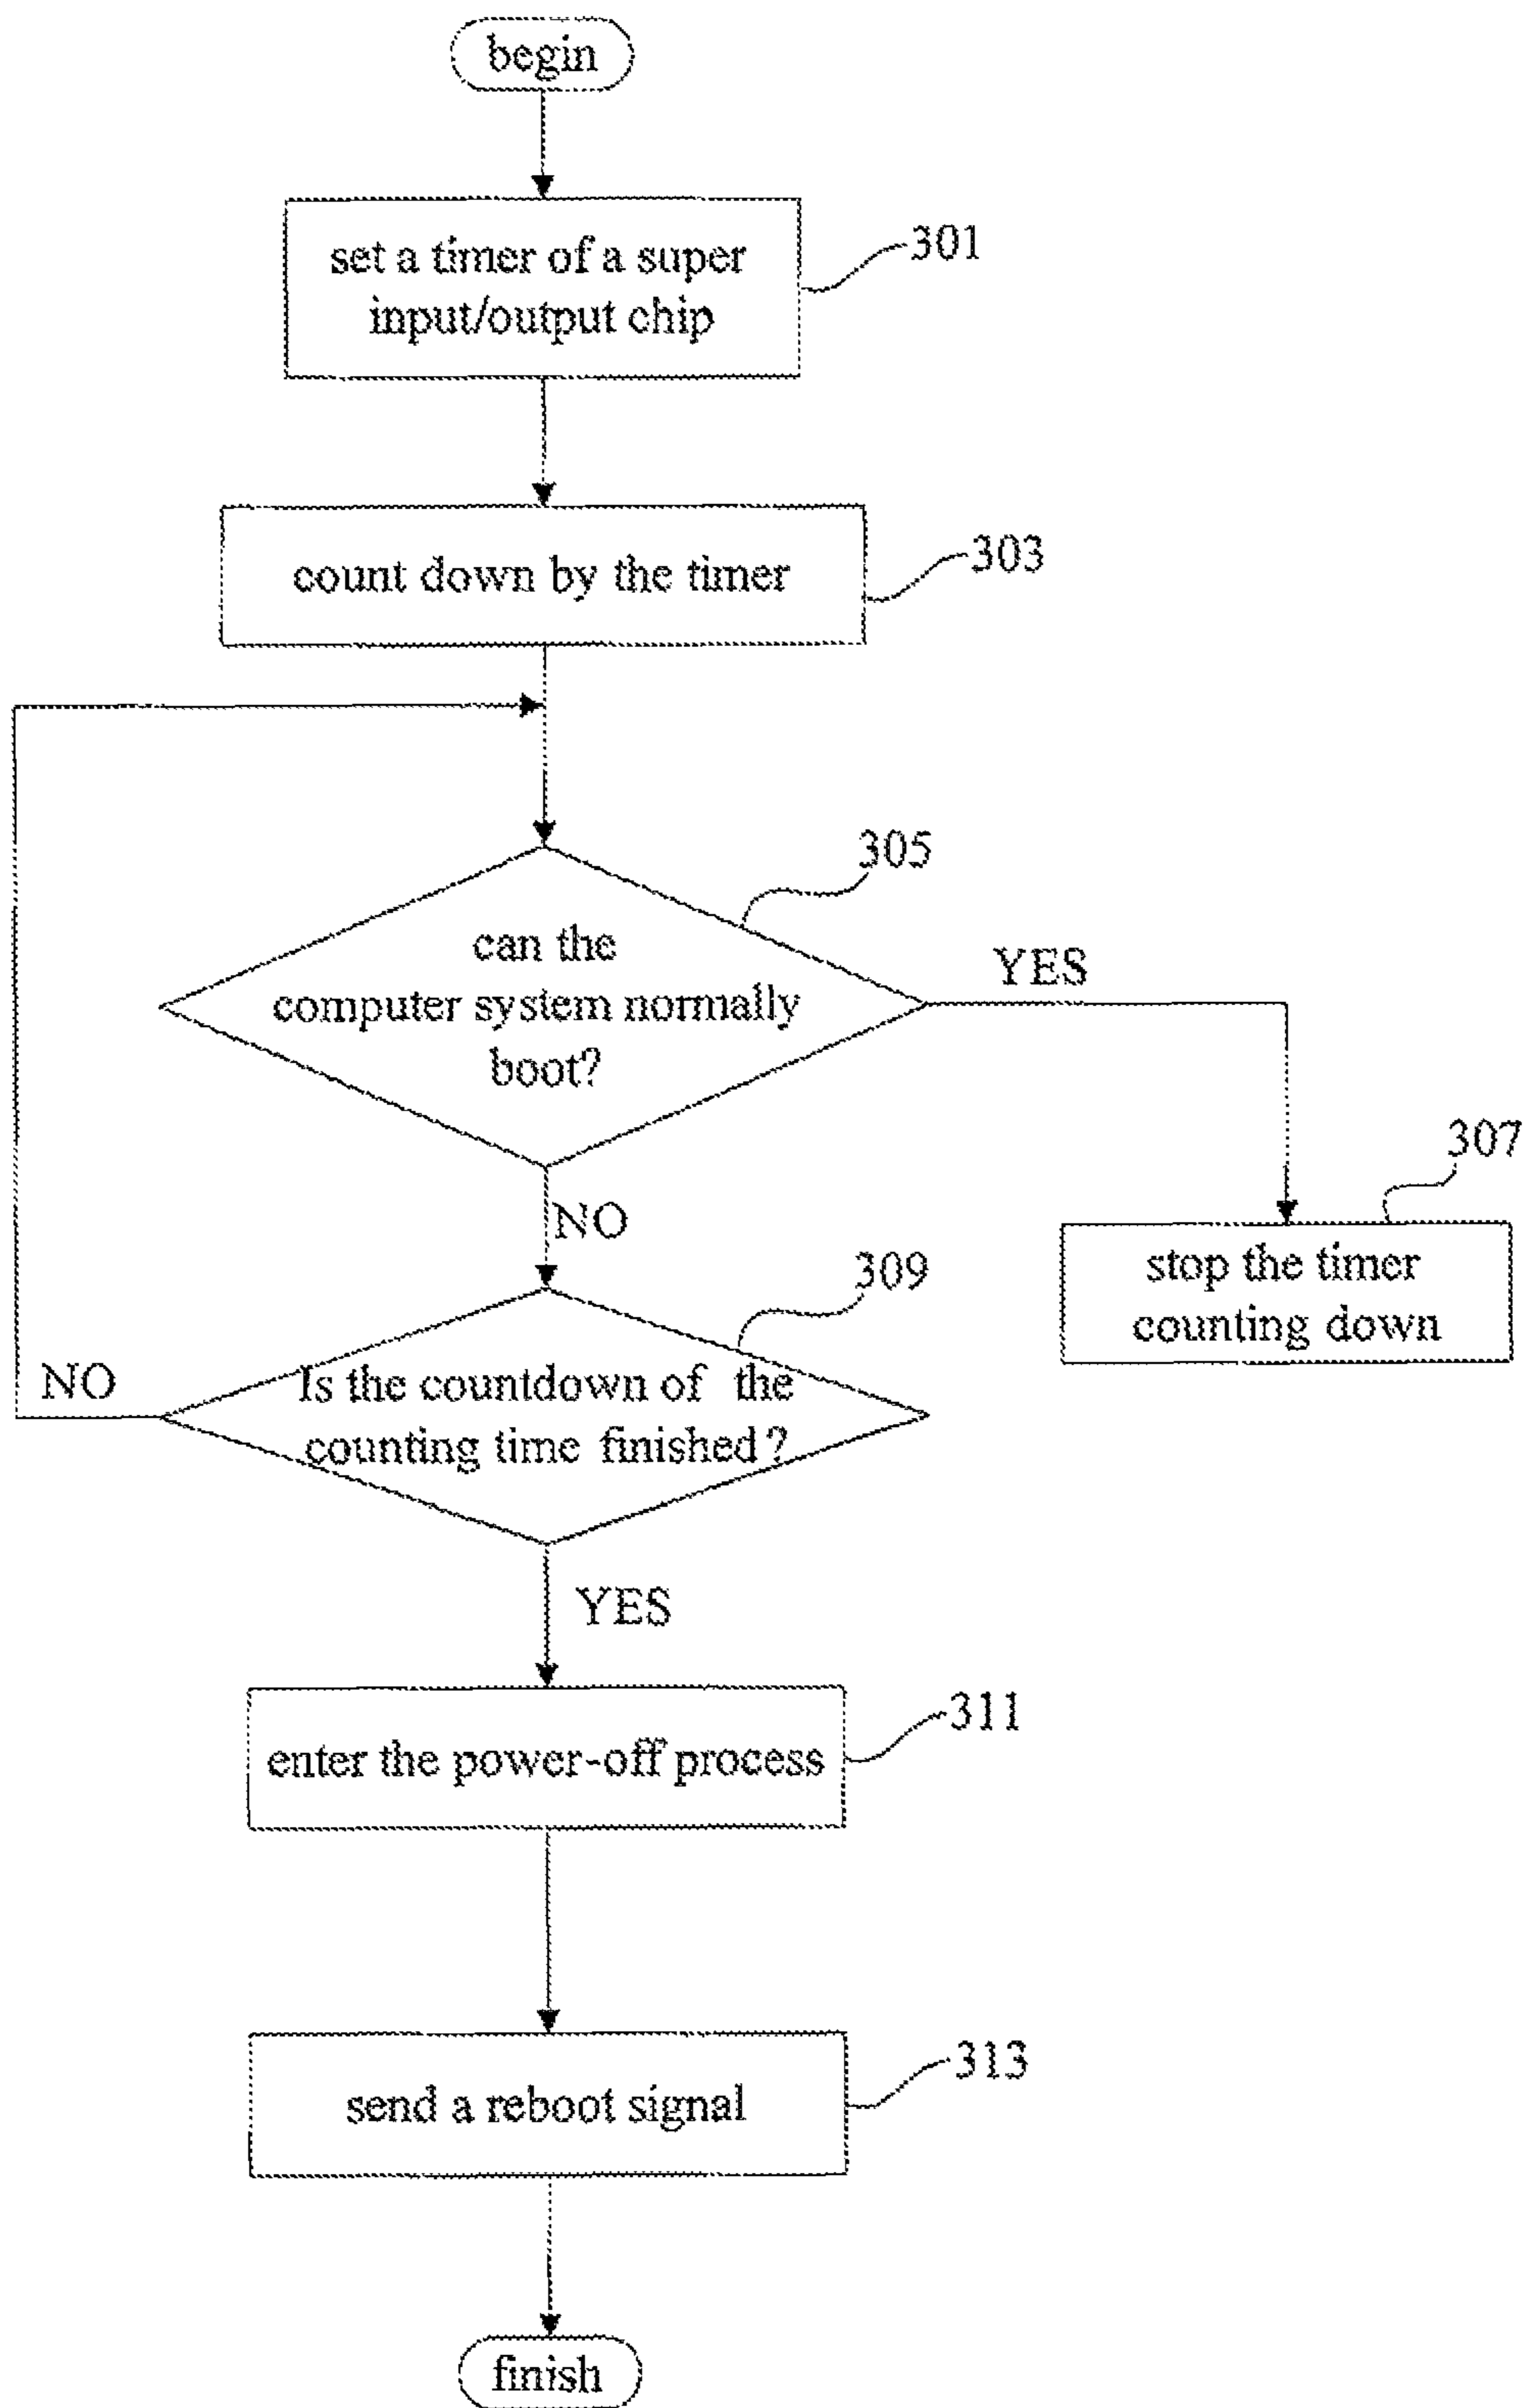 begin
set a timer of a super
input/output chip
301
count down by the timer
303
305
can the
computer system normally
boot?
YES
NO
307
stop the timer
counting down
309
Is the countdown of the
counting time finished?
NO
YES
enter the power-off process
311
send a reboot signal
313
finish